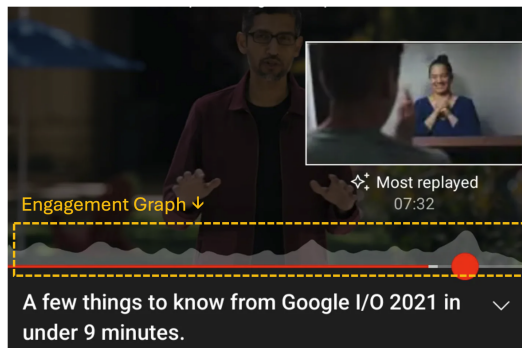 Most replayed
07:32
Engagement Graph ↓
A few things to know from Google I/O 2021 in
under 9 minutes.